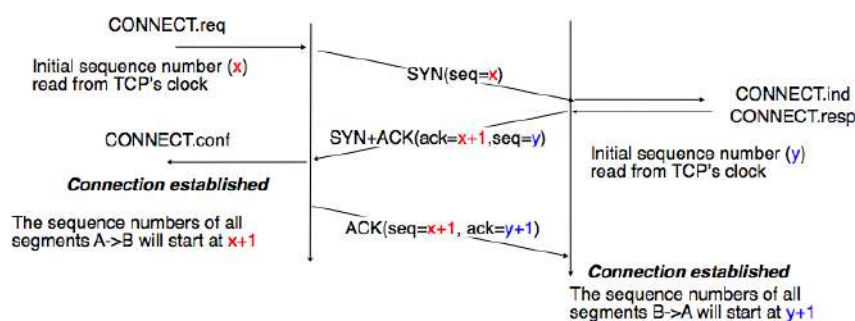 CONNECT.req
Initial sequence number (x)
read from TCP's clock
SYN(seq=x)
CONNECT.ind
CONNECT.resp
SYN+ACK(ack=x+1,seq=y)
CONNECT.conf
Initial sequence number (y)
read from TCP's clock
Connection established
The sequence numbers of all
segments A->B will start at x+1
ACK(seq=x+1, ack=y+1)
Connection established
The sequence numbers of all
segments B->A will start at y+1